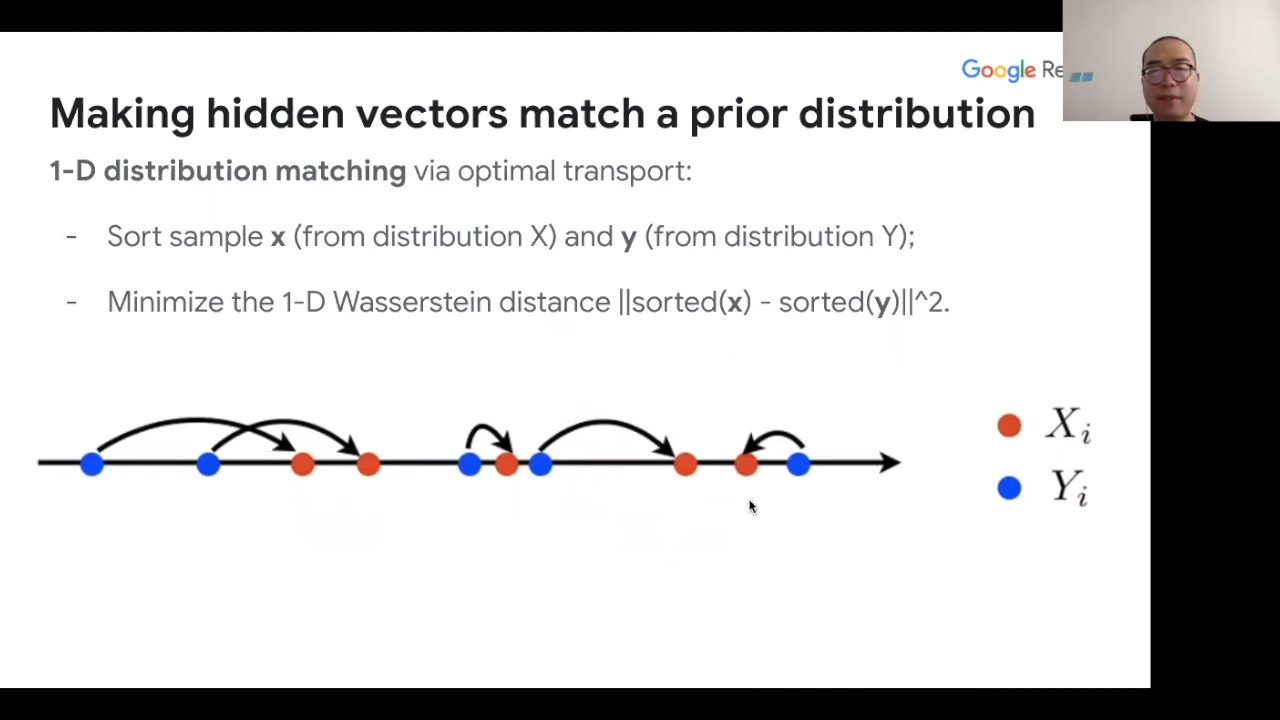 Google Re
Making hidden vectors match a prior distribution
1-D distribution matching via optimal transport:
- Sort sample x (from distribution X) and y (from distribution Y);
- Minimize the 1-D Wasserstein distance ||sorted(x) - sorted(y)||^2.
X_i
Y_i